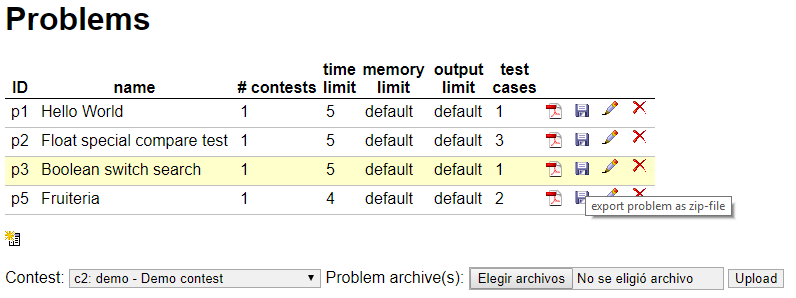 Problems
ID name # contests time limit memory limit output limit test cases
p1 Hello World 1 5 default default 1
p2 Float special compare test 1 5 default default 3
p3 Boolean switch search 1 5 default default 1
p5 Fruiteria 1 4 default default 2
export problem as zip-file
Contest: c2: demo - Demo contest Problem archive(s): Elegir archivos No se eligió archivo Upload